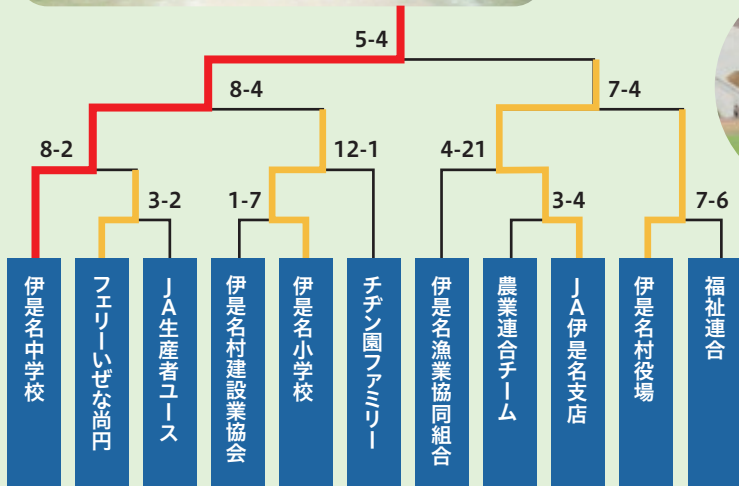 5-4
8-4
7-4
8-2
12-1
4-21
3-2
1-7
3-4
7-6
伊是名中学校
フェリーいぜな尚円
JA生産者ユース
伊是名村建設業協会
伊是名小学校
チヂン園ファミリー
伊是名漁業協同組合
農業連合チーム
JA伊是名支店
伊是名村役場
福祉連合